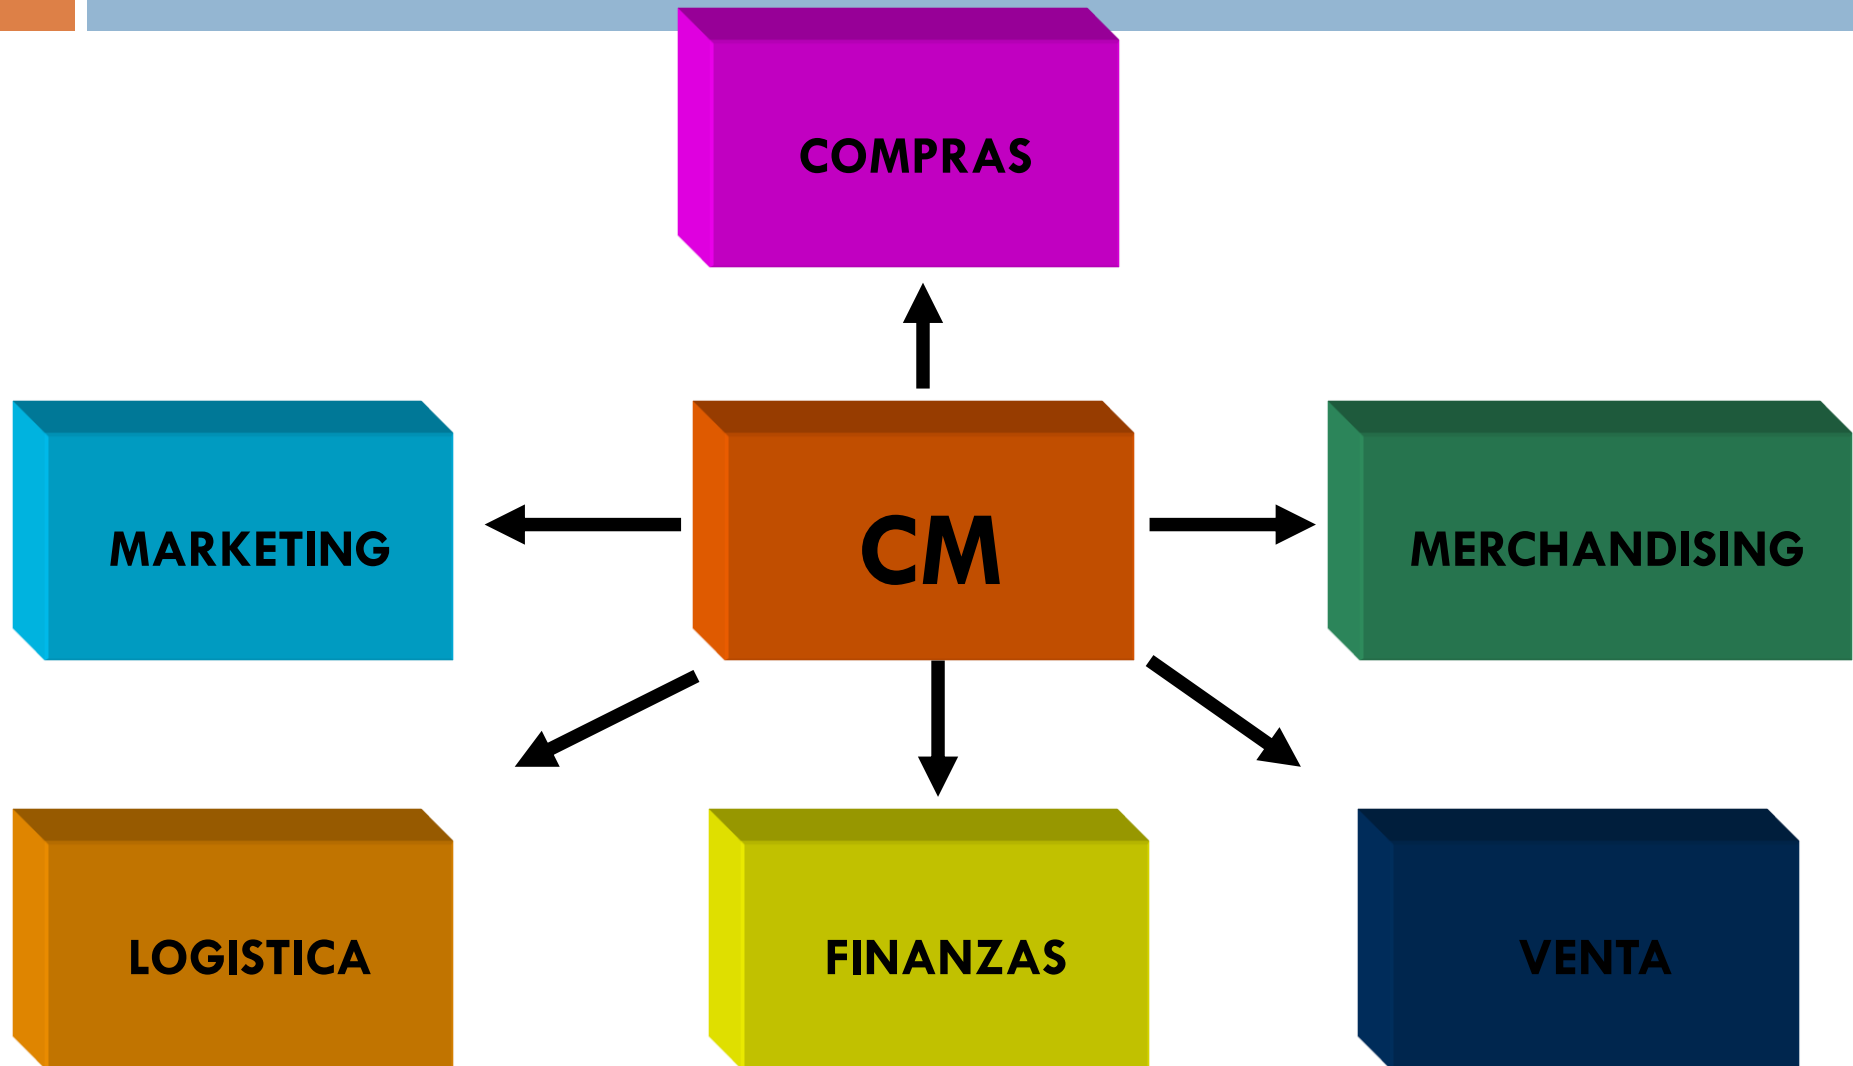 COMPRAS
MARKETING
CM
MERCHANDISING
LOGISTICA
FINANZAS
VENTA